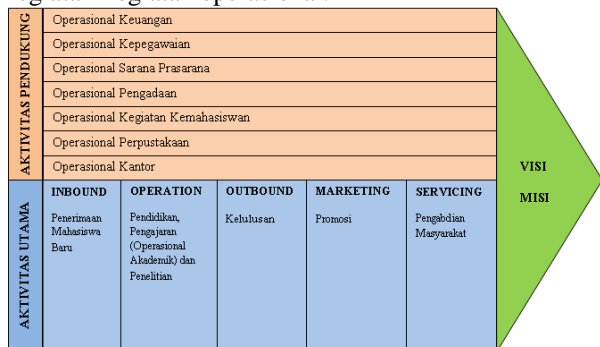 AKTIVITAS PENDUKUNG
Operasional Keuangan
Operasional Kepegawaian
Operasional Sarana Prasarana
Operasional Pengadaan
Operasional Kegiatan Kemahasiswan
Operasional Perpustakaan
Operasional Kantor
AKTIVITAS UTAMA
INBOUND
Penerimaan
Mahasiswa
Baru
OPERATION
Pendidikan,
Pengajaran
(Operasional
Akademik) dan
Penelitian
OUTBOUND
Kelulusan
MARKETING
Promosi
SERVICING
Pengabdian
Masyarakat
VISI
MISI